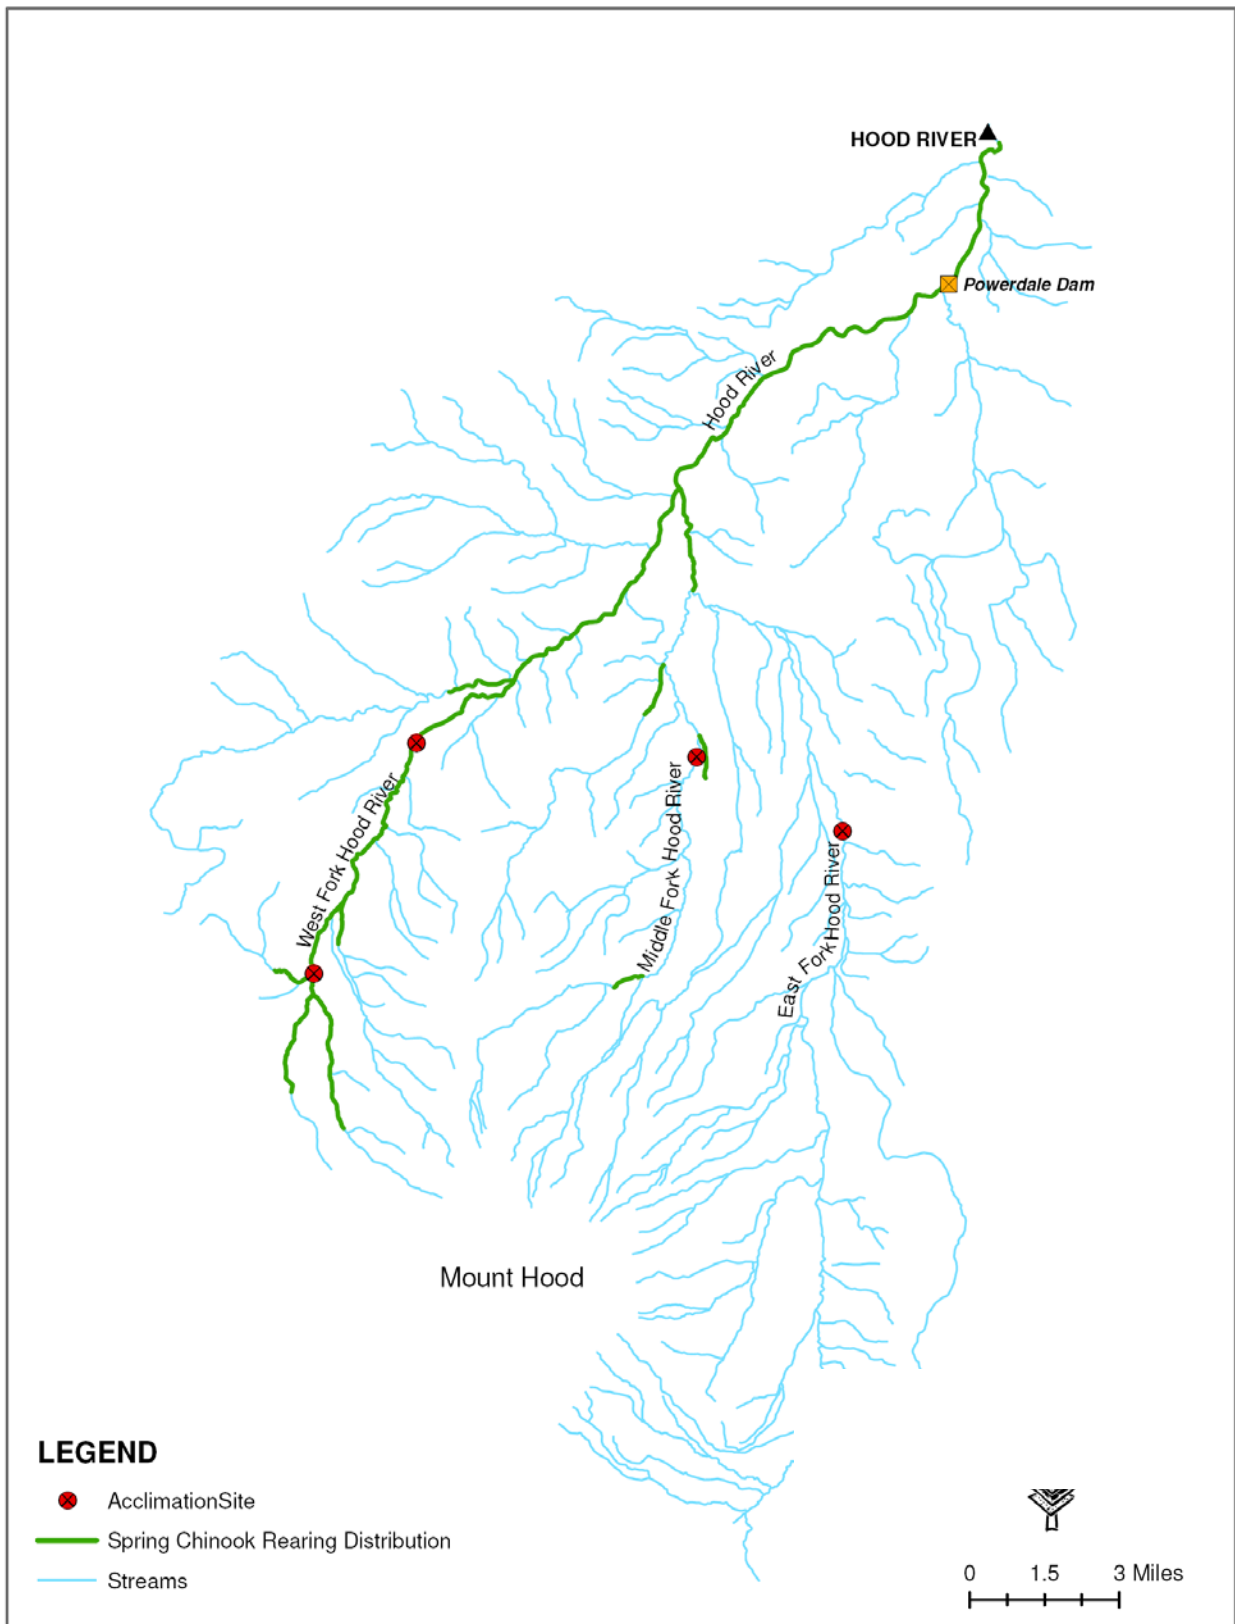 HOOD RIVER
Powerdale Dam
Hood River
West Fork Hood River
Middle Fork Hood River
East Fork Hood River
Mount Hood
LEGEND
AcclimationSite
Spring Chinook Rearing Distribution
Streams
0 1.5 3 Miles